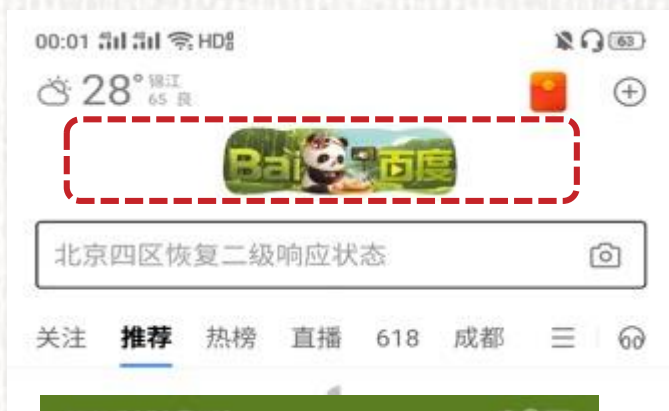 00:01 HD
63
28° 锦江
65 良
Bai 百度
北京四区恢复二级响应状态
关注 推荐 热榜 直播 618 成都